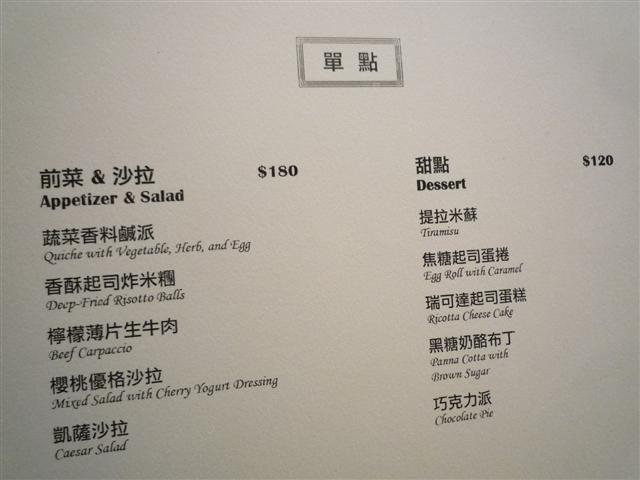 單點
前菜 & 沙拉 $180
Appetizer & Salad
蔬菜香料鹹派
Quiche with Vegetable, Herb, and Egg
香酥起司炸米糰
Deep-Fried Risotto Balls
檸檬薄片生牛肉
Beef Carpaccio
櫻桃優格沙拉
Mixed Salad with Cherry Yogurt Dressing
凱薩沙拉
Caesar Salad
甜點 $120
Dessert
提拉米蘇
Tiramisu
焦糖起司蛋捲
Egg Roll with Caramel
瑞可達起司蛋糕
Ricotta Cheese Cake
黑糖奶酪布丁
Panna Cotta with
Brown Sugar
巧克力派
Chocolate Pie